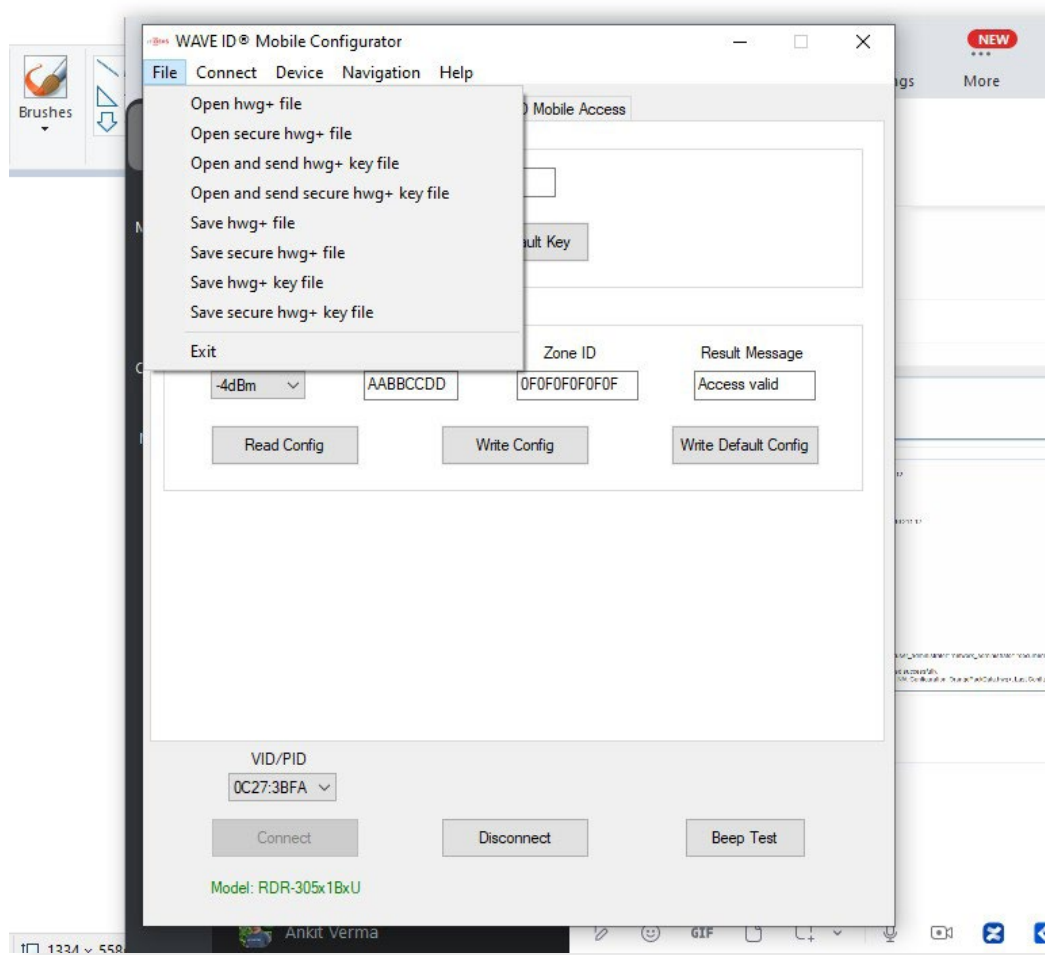 WAVE ID® Mobile Configurator
NEW
File Connect Device Navigation Help
More
Brushes
Open hwg+ file
Mobile Access
Open secure hwg+ file
Open and send hwg+ key file
Open and send secure hwg+ key file
Save hwg+ file
Save secure hwg+ file
Key
Save hwg+ key file
Save secure hwg+ key file
Exit
Zone ID Result Message
-4dBm AABBCCDD 0F0F0F0F0F0F Access valid
Read Config Write Config Write Default Config
VID/PID
0C27:3BFA
Connect Disconnect Beep Test
Model: RDR-305x1BxU
Ankit Verma
GIF
1334 × 558